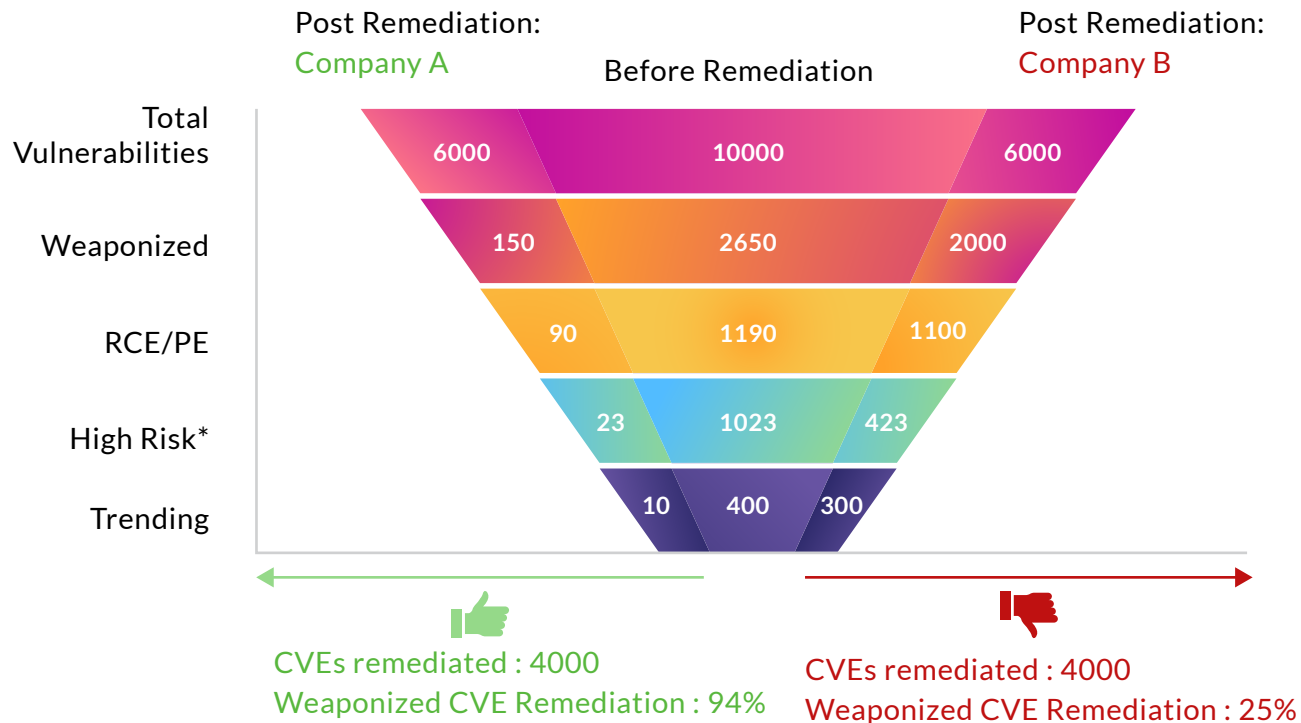 Post Remediation:
Company A
Before Remediation
Post Remediation:
Company B
Total
Vulnerabilities
6000
10000
6000
Weaponized
150
2650
2000
RCE/PE
90
1190
1100
High Risk*
23
1023
423
Trending
10
400
300
CVEs remediated : 4000
Weaponized CVE Remediation : 94%
CVEs remediated : 4000
Weaponized CVE Remediation : 25%